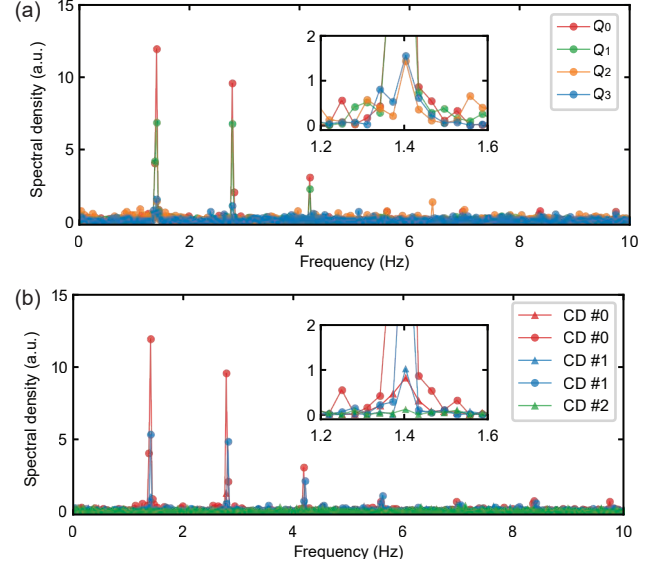 (a)
15
10
5
0
Spectral density (a.u.)
0 2 4 6 8 10
Frequency (Hz)
2
1
0
1.2 1.4 1.6
Q0
Q1
Q2
Q3
(b)
15
10
5
0
Spectral density (a.u.)
0 2 4 6 8 10
Frequency (Hz)
2
1
0
1.2 1.4 1.6
CD #0
CD #0
CD #1
CD #1
CD #2